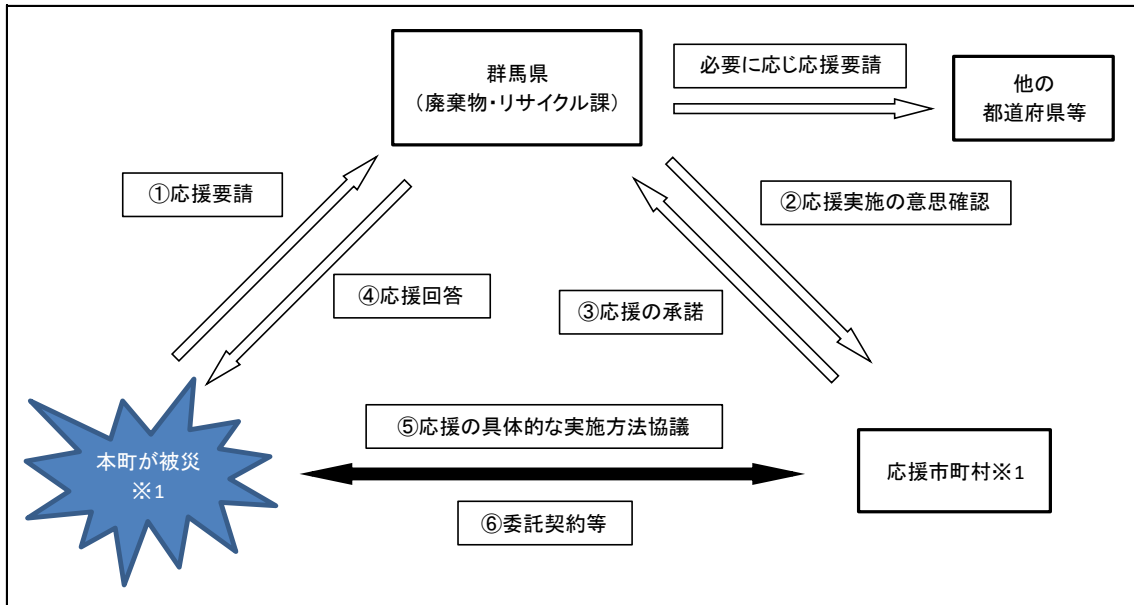 群馬県
（廃棄物・リサイクル課）
必要に応じ応援要請
他の
都道府県等
①応援要請
②応援実施の意思確認
④応援回答
③応援の承諾
⑤応援の具体的な実施方法協議
本町が被災
※1
応援市町村※1
⑥委託契約等